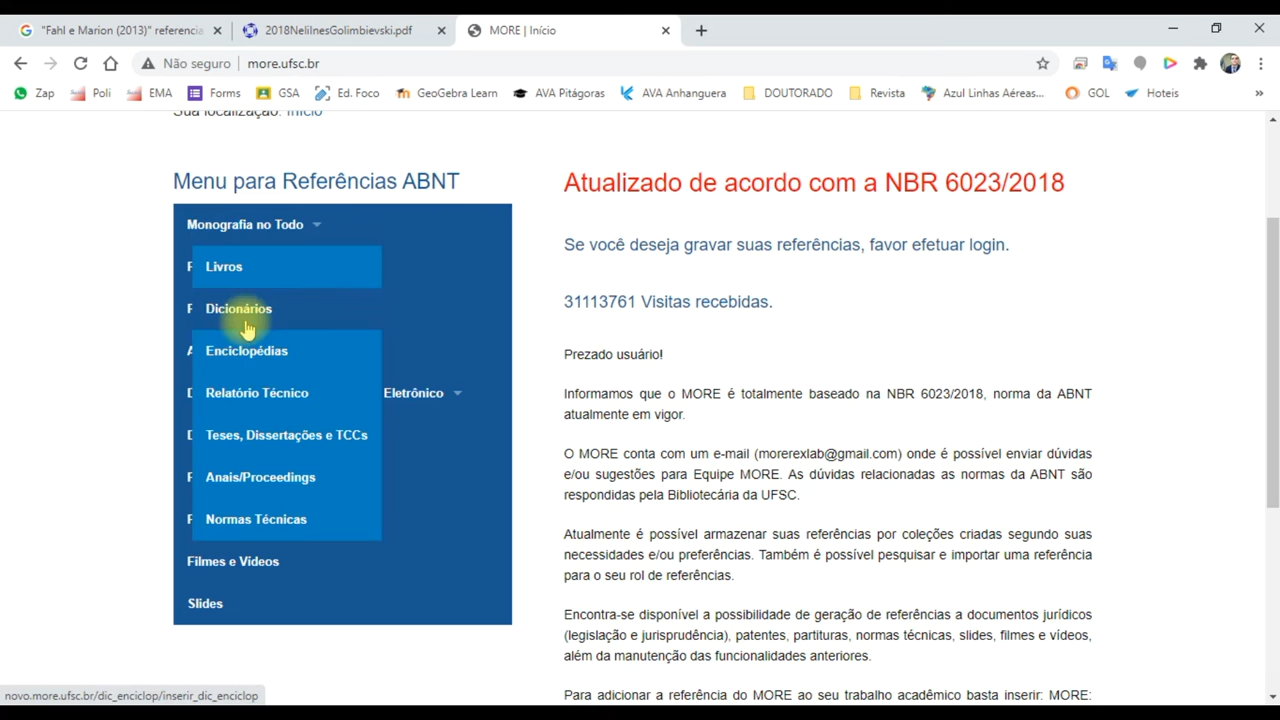 "Fahl e Marion (2013)" referencia
2018NeliInesGolimbievski.pdf
MORE | Início
Não seguro | more.ufsc.br
Zap
Poli
EMA
Forms
GSA
Ed. Foco
GeoGebra Learn
AVA Pitágoras
AVA Anhanguera
DOUTORADO
Revista
Azul Linhas Aéreas...
GOL
Hoteis
»
Sua localização: Início
Menu para Referências ABNT
Monografia no Todo
Livros
Dicionários
Enciclopédias
Relatório Técnico
Eletrônico
Teses, Dissertações e TCCs
Anais/Proceedings
Normas Técnicas
Filmes e Vídeos
Slides
Atualizado de acordo com a NBR 6023/2018
Se você deseja gravar suas referências, favor efetuar login.
31113761 Visitas recebidas.
Prezado usuário!
Informamos que o MORE é totalmente baseado na NBR 6023/2018, norma da ABNT
atualmente em vigor.
O MORE conta com um e-mail (morerexlab@gmail.com) onde é possível enviar dúvidas
e/ou sugestões para Equipe MORE. As dúvidas relacionadas as normas da ABNT são
respondidas pela Bibliotecária da UFSC.
Atualmente é possível armazenar suas referências por coleções criadas segundo suas
necessidades e/ou preferências. Também é possível pesquisar e importar uma referência
para o seu rol de referências.
Encontra-se disponível a possibilidade de geração de referências a documentos jurídicos
(legislação e jurisprudência), patentes, partituras, normas técnicas, slides, filmes e vídeos,
além da manutenção das funcionalidades anteriores.
Para adicionar a referência do MORE ao seu trabalho acadêmico basta inserir: MORE:
novo.more.ufsc.br/dic_enciclop/inserir_dic_enciclop